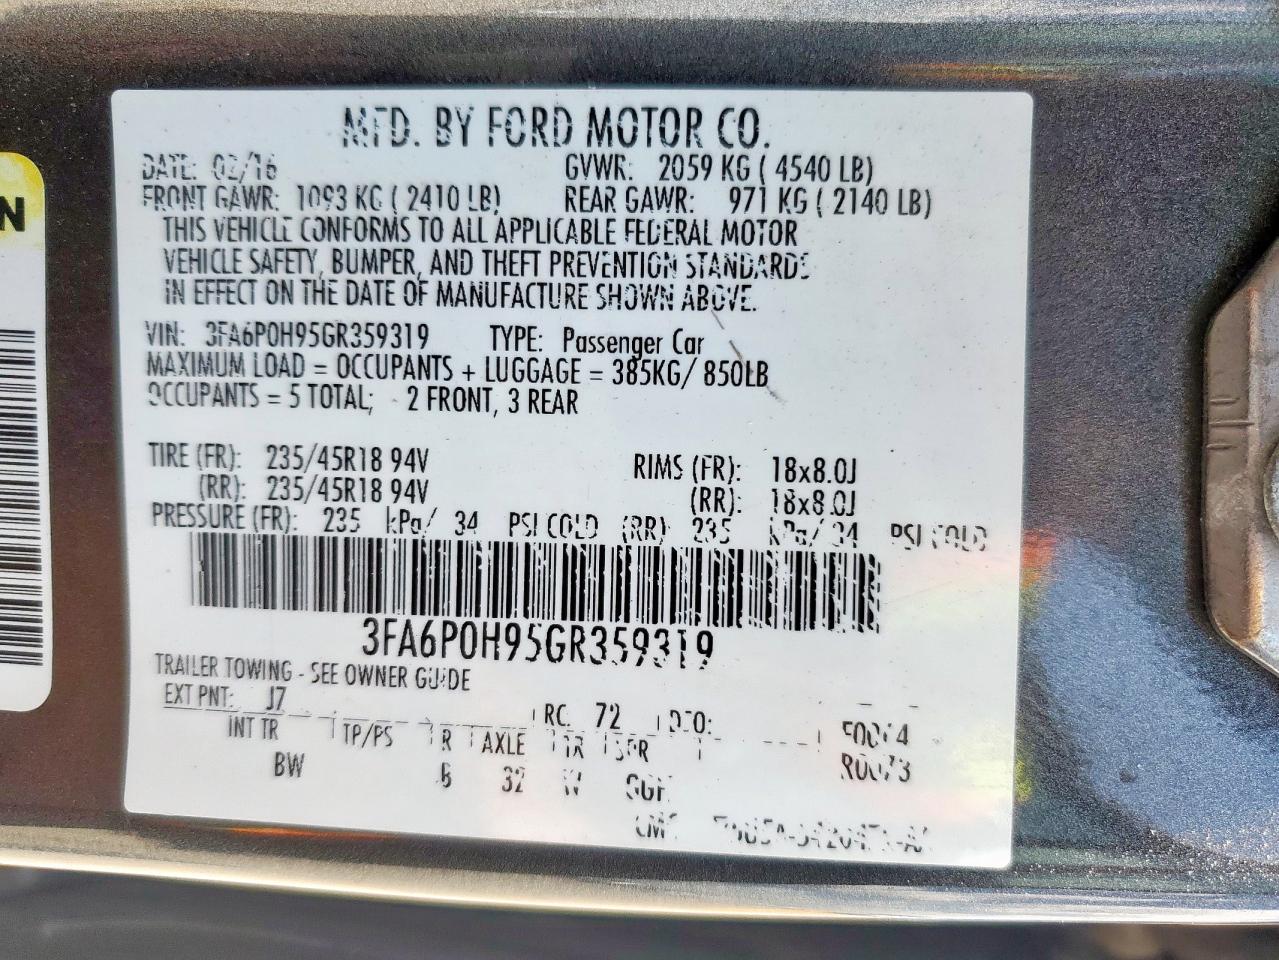 MFD. BY FORD MOTOR CO.
DATE: 02/16 GVWR: 2059 KG ( 4540 LB)
FRONT GAWR: 1093 KG ( 2410 LB) REAR GAWR: 971 KG ( 2140 LB)
THIS VEHICLE CONFORMS TO ALL APPLICABLE FEDERAL MOTOR
VEHICLE SAFETY, BUMPER, AND THEFT PREVENTION STANDARDS
IN EFFECT ON THE DATE OF MANUFACTURE SHOWN ABOVE.
VIN: 3FA6P0H95GR359319 TYPE: Passenger Car
MAXIMUM LOAD = OCCUPANTS + LUGGAGE = 385KG/ 850LB
OCCUPANTS = 5 TOTAL; 2 FRONT, 3 REAR
TIRE (FR): 235/45R18 94V RIMS (FR): 18x8.0J
(RR): 235/45R18 94V (RR): 18x8.0J
PRESSURE (FR): 235 kPa/ 34 PSI COLD (RR) 235 kPa/ 34 PSI COLD
3FA6P0H95GR359319
TRAILER TOWING - SEE OWNER GUIDE
EXT PNT: J7 RC: 72 DSO:
INT TR TP/PS R AXLE TR SPR
BW 6 32
N